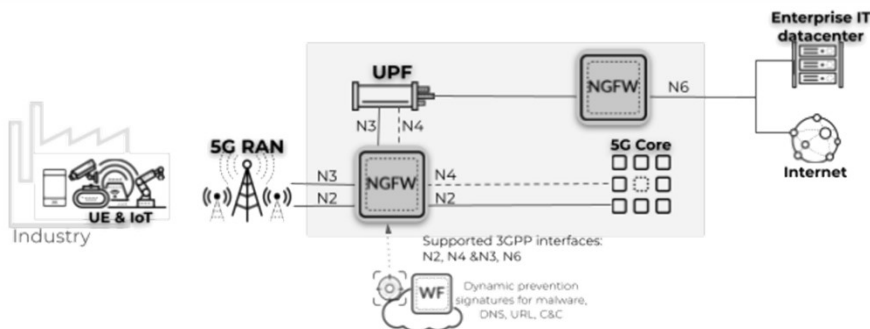 Enterprise IT
datacenter
UPF
NGFW
N6
N3
N4
5G RAN
5G Core
N3
NGFW
N4
N2
N2
Internet
UE & IoT
Industry
Supported 3GPP interfaces:
N2, N4 &N3, N6
WF
Dynamic prevention
signatures for malware,
DNS, URL, C&C